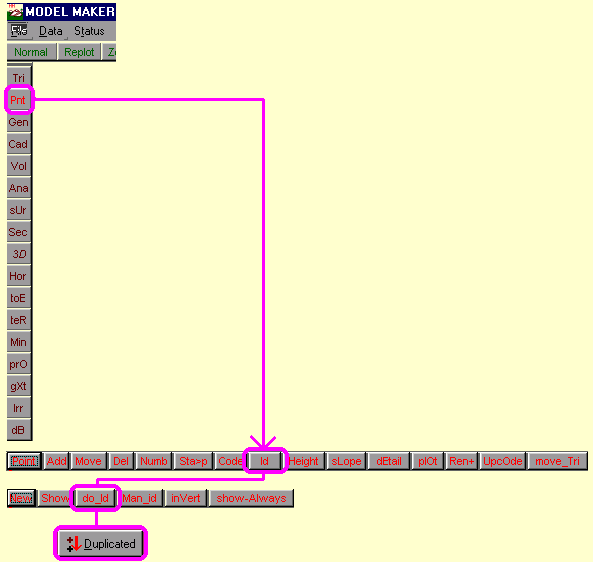 MODEL MAKER
File Data Status
Normal Replot
Tri
Pnt
Gen
Cad
Vol
Ana
sUr
Sec
3D
Hor
toE
teR
Min
prO
gXt
Irr
dB
Point Add Move Del Numb Sta>p Code Id Height sLope dEtail plOt Ren+ UpcOde move_Tri
New Show do_Id Man_id inVert show-Always
Duplicated